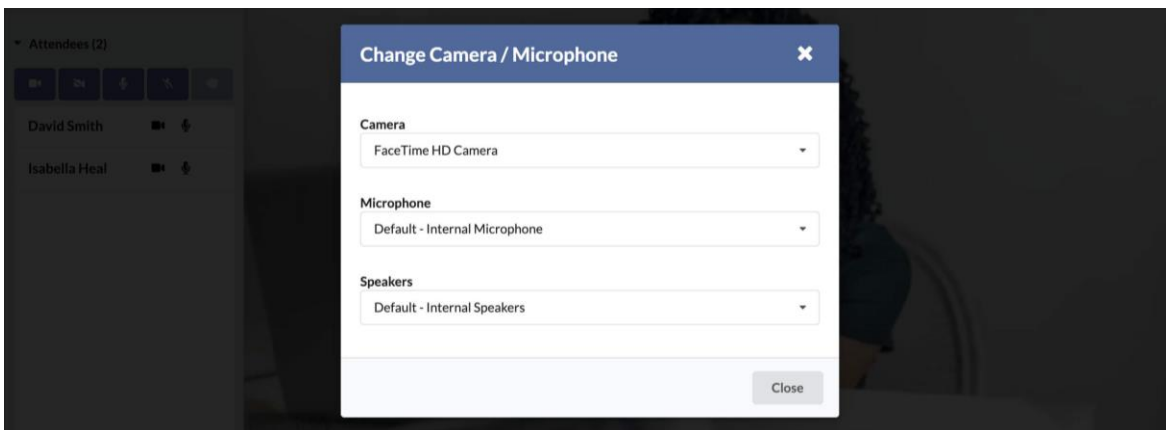 Attendees (2)
David Smith
Isabella Heal
Change Camera / Microphone
Camera
FaceTime HD Camera
Microphone
Default - Internal Microphone
Speakers
Default - Internal Speakers
Close